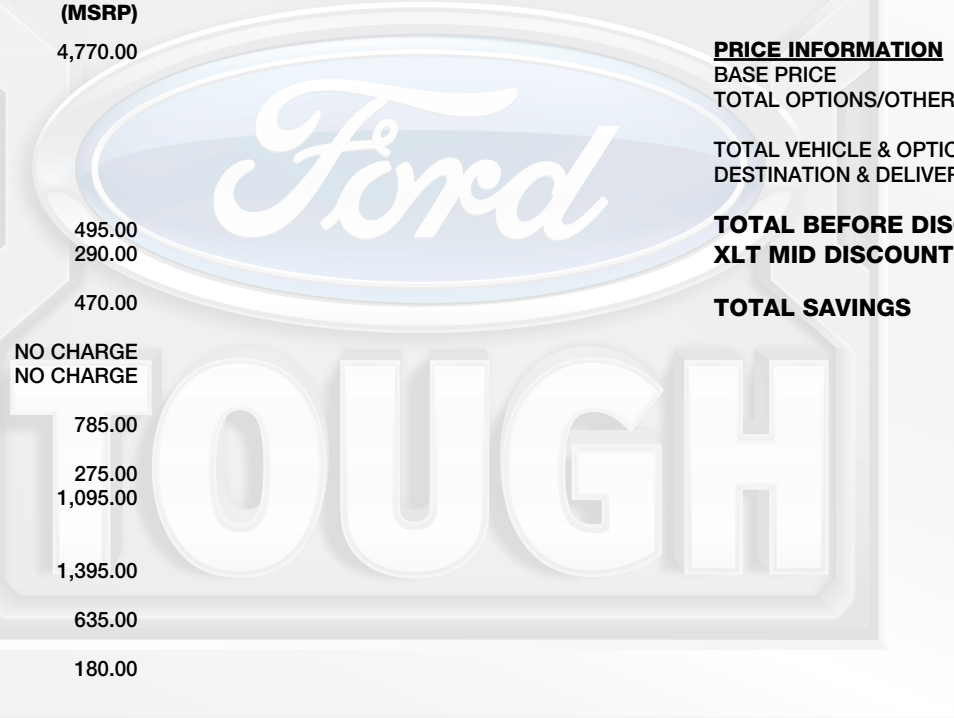 (MSRP)
4,770.00
495.00
290.00
470.00
NO CHARGE
NO CHARGE
785.00
275.00
1,095.00
1,395.00
635.00
180.00
PRICE INFORMATION
BASE PRICE
TOTAL OPTIONS/OTHER
TOTAL VEHICLE & OPTIO
DESTINATION & DELIVER
TOTAL BEFORE DISC
XLT MID DISCOUNT
TOTAL SAVINGS
Ford
TOUGH